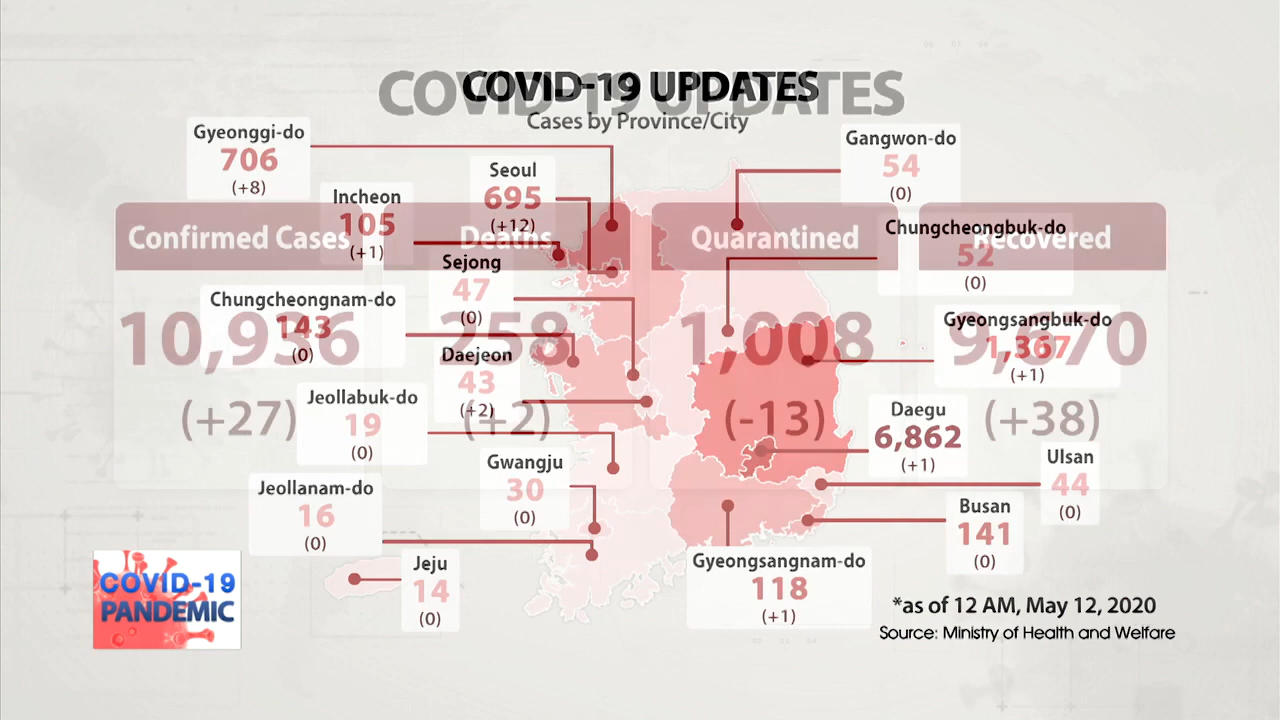 COVID-19 UPDATES
COVID-19 UPDATES
Cases by Province/City
Gyeonggi-do
706
(+8)
Incheon
105
(+1)
Seoul
695
(+12)
Gangwon-do
54
(0)
Chungcheongbuk-do
52
(0)
Sejong
47
(0)
Chungcheongnam-do
143
(0)
Daejeon
43
(+2)
Gyeongsangbuk-do
1,367
(+1)
Jeollabuk-do
19
(0)
Daegu
6,862
(+1)
Gwangju
30
(0)
Ulsan
44
(0)
Jeollanam-do
16
(0)
Busan
141
(0)
Jeju
14
(0)
Gyeongsangnam-do
118
(+1)
Confirmed Cases
10,936
(+27)
Deaths
258
(+2)
Quarantined
1,008
(-13)
Recovered
(+38)
COVID-19
PANDEMIC
*as of 12 AM, May 12, 2020
Source: Ministry of Health and Welfare